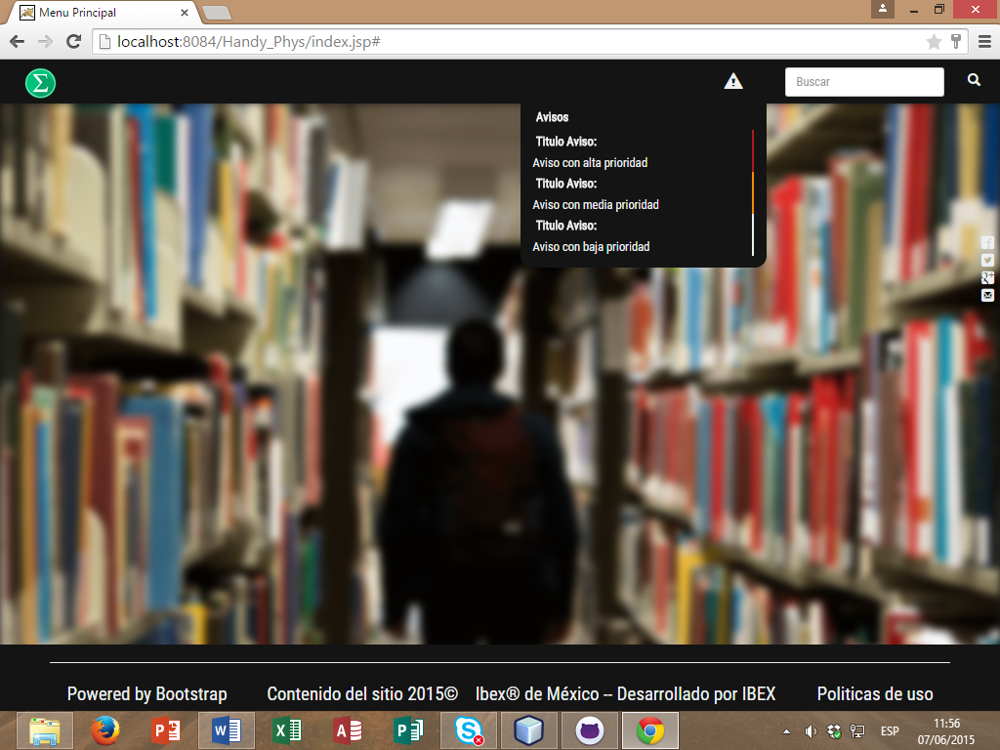 Menu Principal
localhost:8084/Handy_Phys/index.jsp#
Σ
Buscar
Avisos
Titulo Aviso:
Aviso con alta prioridad
Titulo Aviso:
Aviso con media prioridad
Titulo Aviso:
Aviso con baja prioridad
Powered by Bootstrap Contenido del sitio 2015© Ibex® de México -- Desarrollado por IBEX Politicas de uso
ESP
11:56
07/06/2015